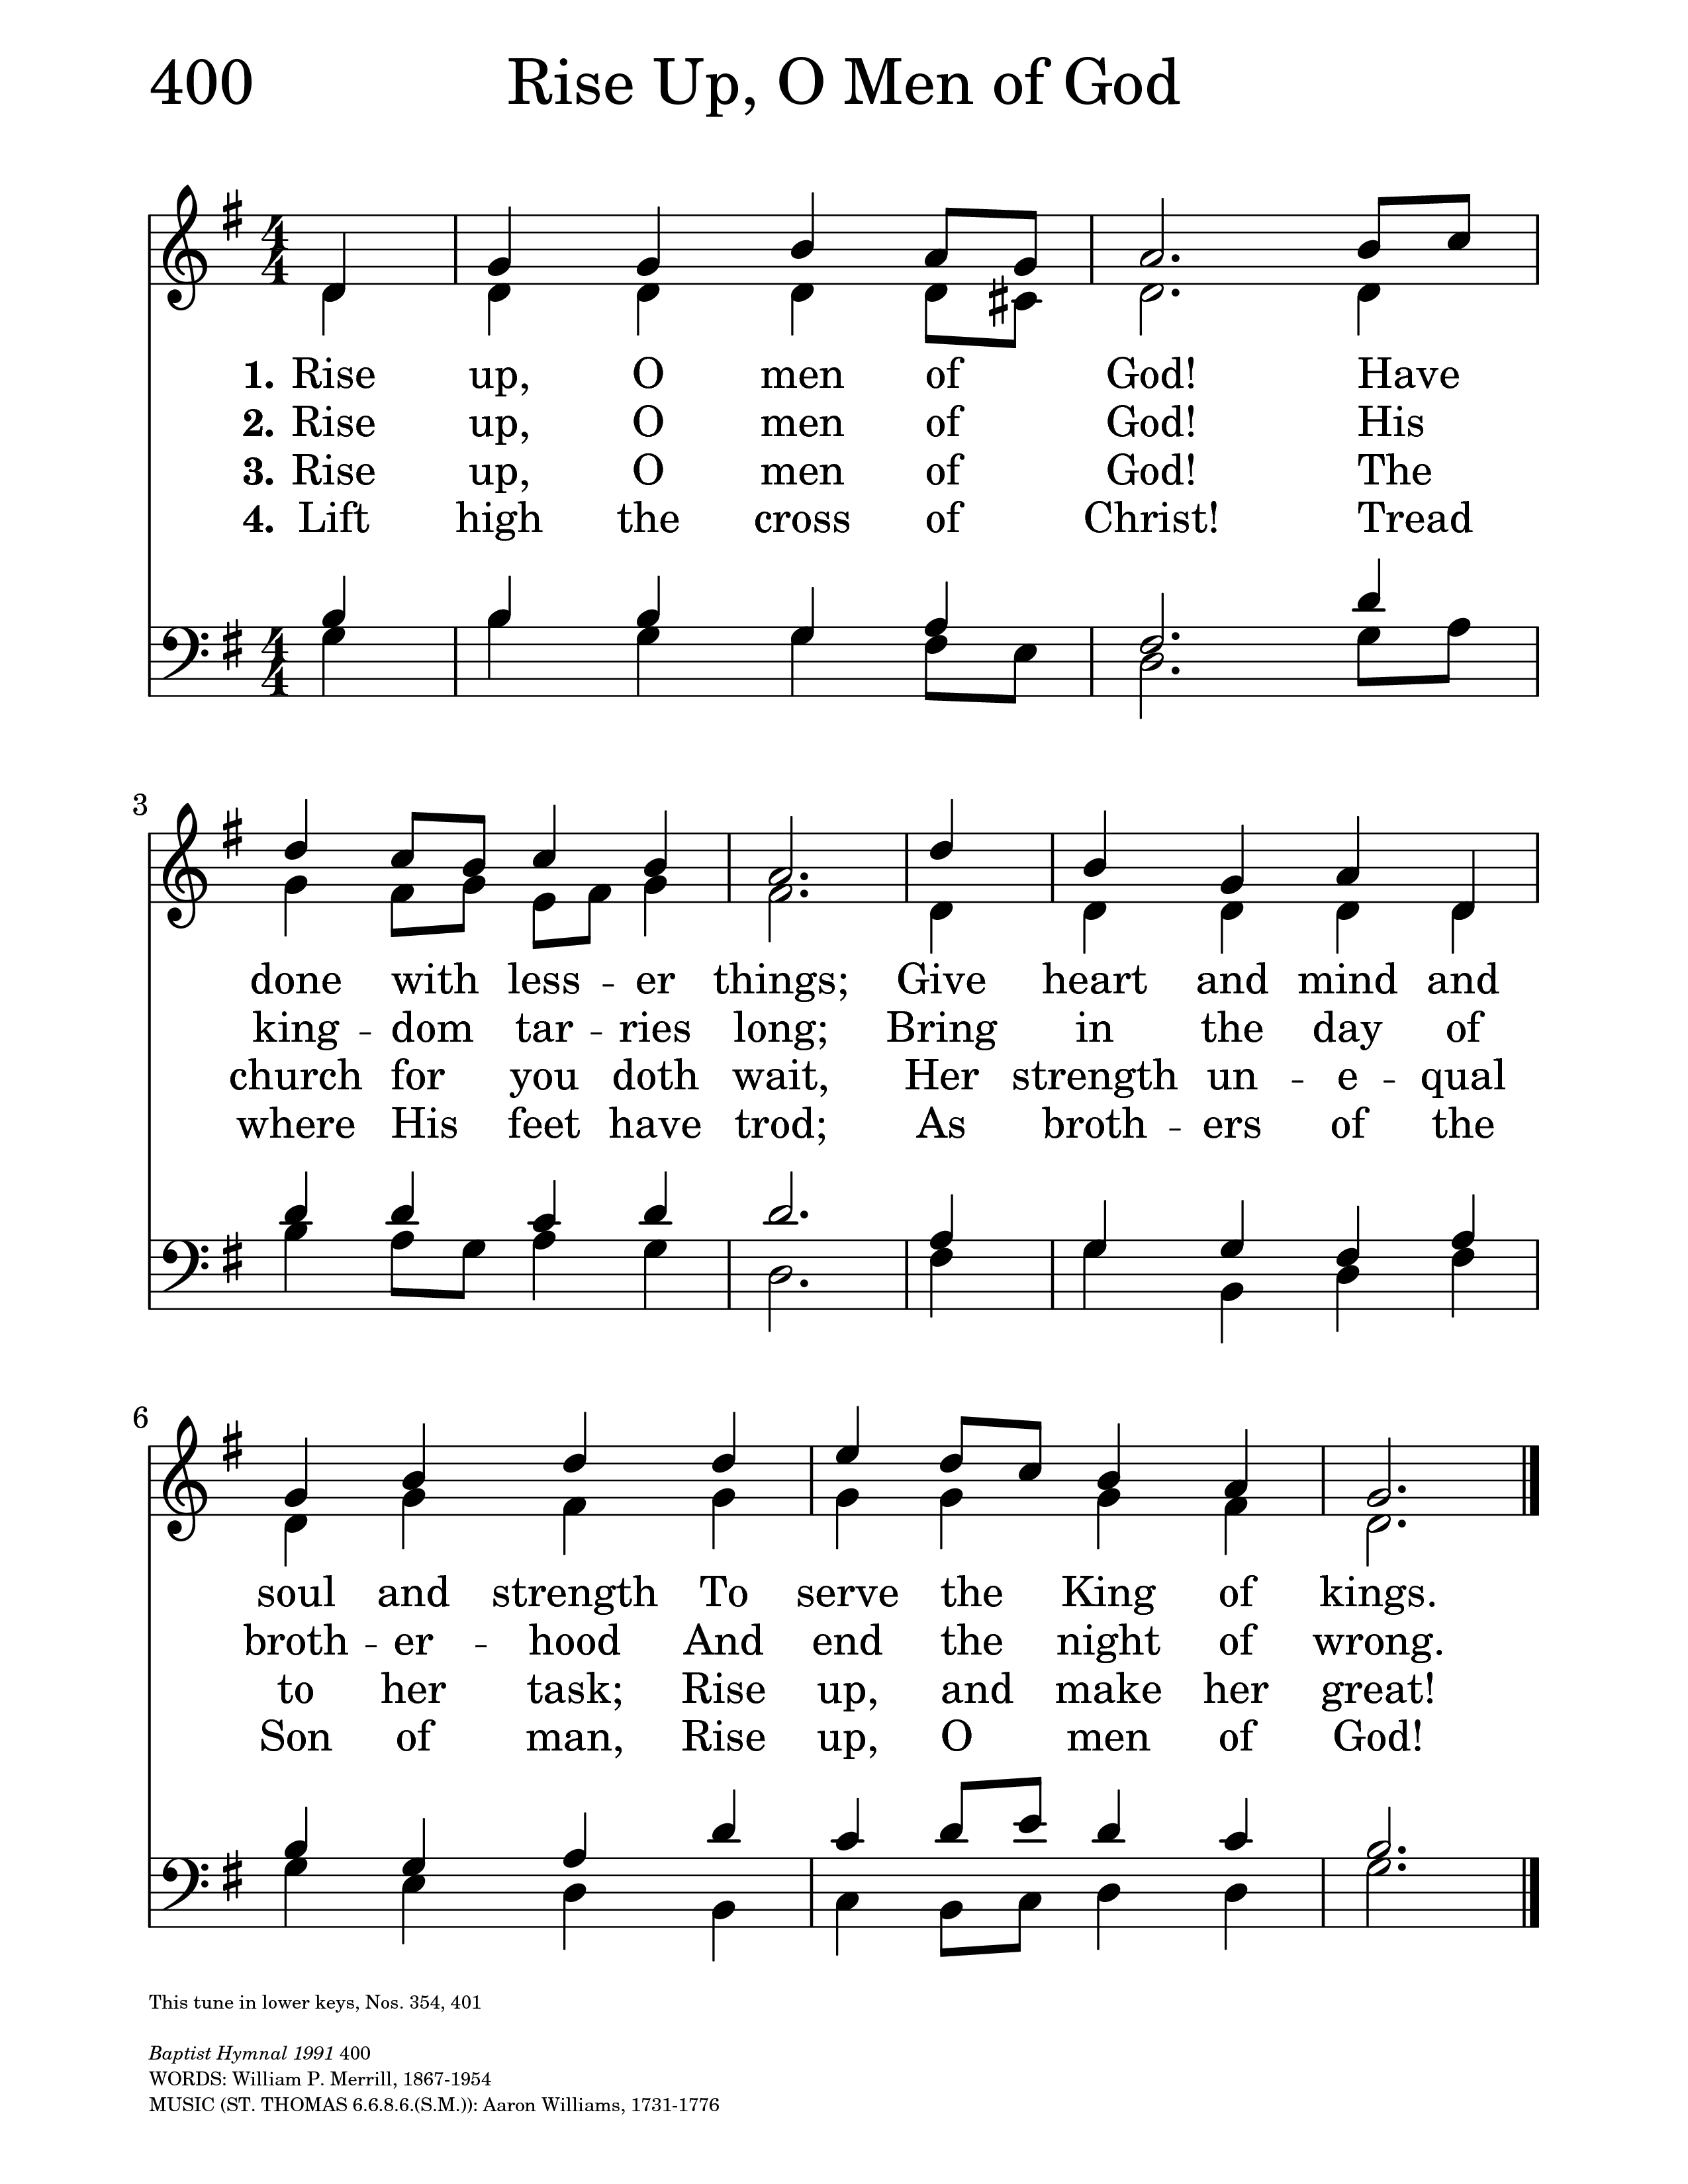 400 Rise Up, O Men of God
4
4
1. Rise up, O men of God! Have
2. Rise up, O men of God! His
3. Rise up, O men of God! The
4. Lift high the cross of Christ! Tread
4
4
3
done with less - er things; Give heart and mind and
king - dom tar - ries long; Bring in the day of
church for you doth wait, Her strength un - e - qual
where His feet have trod; As broth - ers of the
6
soul and strength To serve the King of kings.
broth - er - hood And end the night of wrong.
to her task; Rise up, and make her great!
Son of man, Rise up, O men of God!
This tune in lower keys, Nos. 354, 401
Baptist Hymnal 1991 400
WORDS: William P. Merrill, 1867-1954
MUSIC (ST. THOMAS 6.6.8.6.(S.M.)): Aaron Williams, 1731-1776